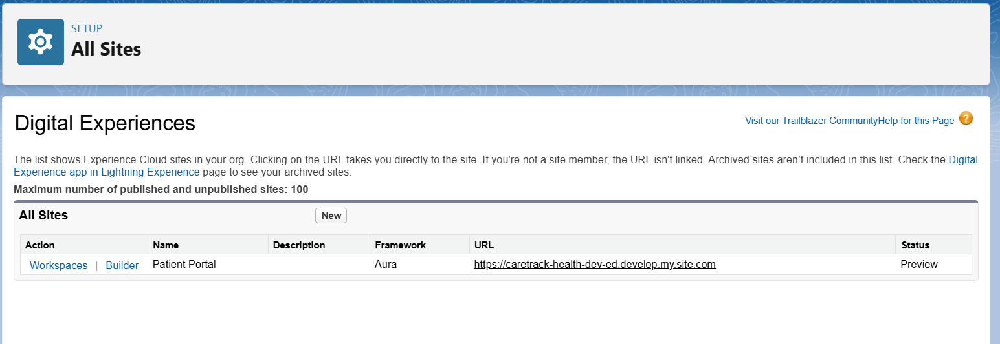 SETUP
All Sites
Digital Experiences
Visit our Trailblazer CommunityHelp for this Page ?
The list shows Experience Cloud sites in your org. Clicking on the URL takes you directly to the site. If you're not a site member, the URL isn't linked. Archived sites aren’t included in this list. Check the Digital
Experience app in Lightning Experience page to see your archived sites.
Maximum number of published and unpublished sites: 100
All Sites New
Action Name Description Framework URL Status
Workspaces | Builder Patient Portal Aura https://caretrack-health-dev-ed.develop.my.site.com Preview